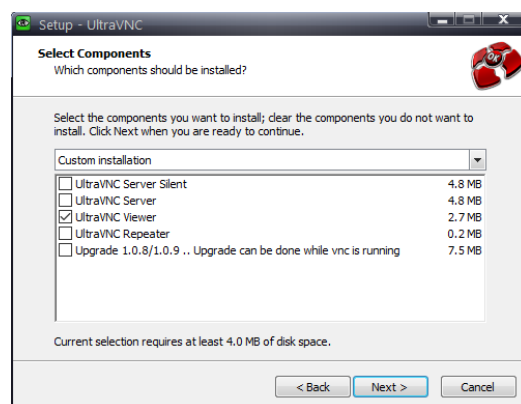 Setup - UltraVNC
Select Components
Which components should be installed?
Select the components you want to install; clear the components you do not want to
install. Click Next when you are ready to continue.
Custom installation
UltraVNC Server Silent 4.8 MB
UltraVNC Server 4.8 MB
UltraVNC Viewer 2.7 MB
UltraVNC Repeater 0.2 MB
Upgrade 1.0.8/1.0.9 .. Upgrade can be done while vnc is running 7.5 MB
Current selection requires at least 4.0 MB of disk space.
< Back Next > Cancel